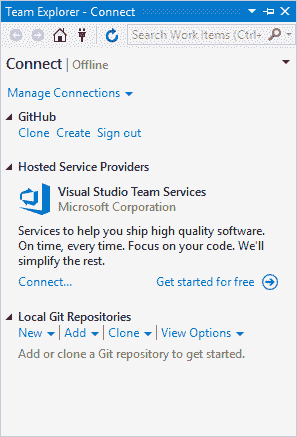 Team Explorer - Connect
Search Work Items (Ctrl+
Connect | Offline
Manage Connections
GitHub
Clone Create Sign out
Hosted Service Providers
Visual Studio Team Services
Microsoft Corporation
Services to help you ship high quality software.
On time, every time. Focus on your code. We'll
simplify the rest.
Connect... Get started for free
Local Git Repositories
New | Add | Clone | View Options
Add or clone a Git repository to get started.